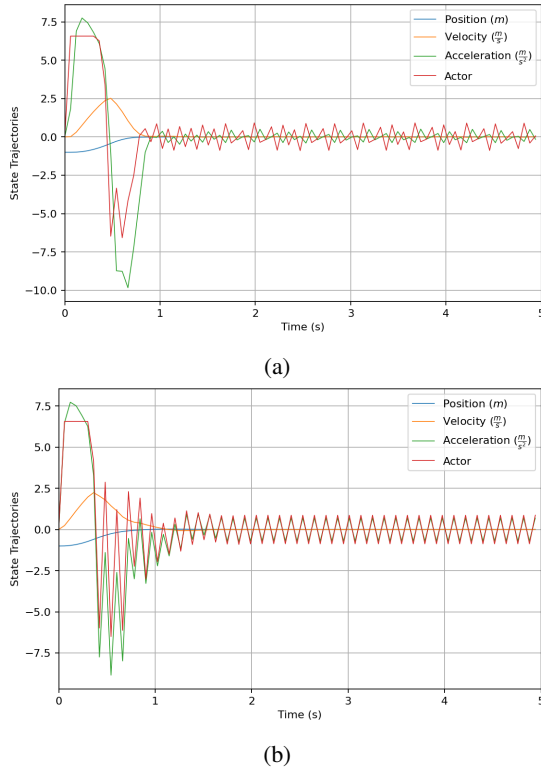 7.5
5.0
2.5
0.0
−2.5
−5.0
−7.5
−10.0
State Trajectories
Position (m)
Velocity (m/s)
Acceleration (m/s²)
Actor
0 1 2 3 4 5
Time (s)
(a)
7.5
5.0
2.5
0.0
−2.5
−5.0
−7.5
State Trajectories
Position (m)
Velocity (m/s)
Acceleration (m/s²)
Actor
0 1 2 3 4 5
Time (s)
(b)